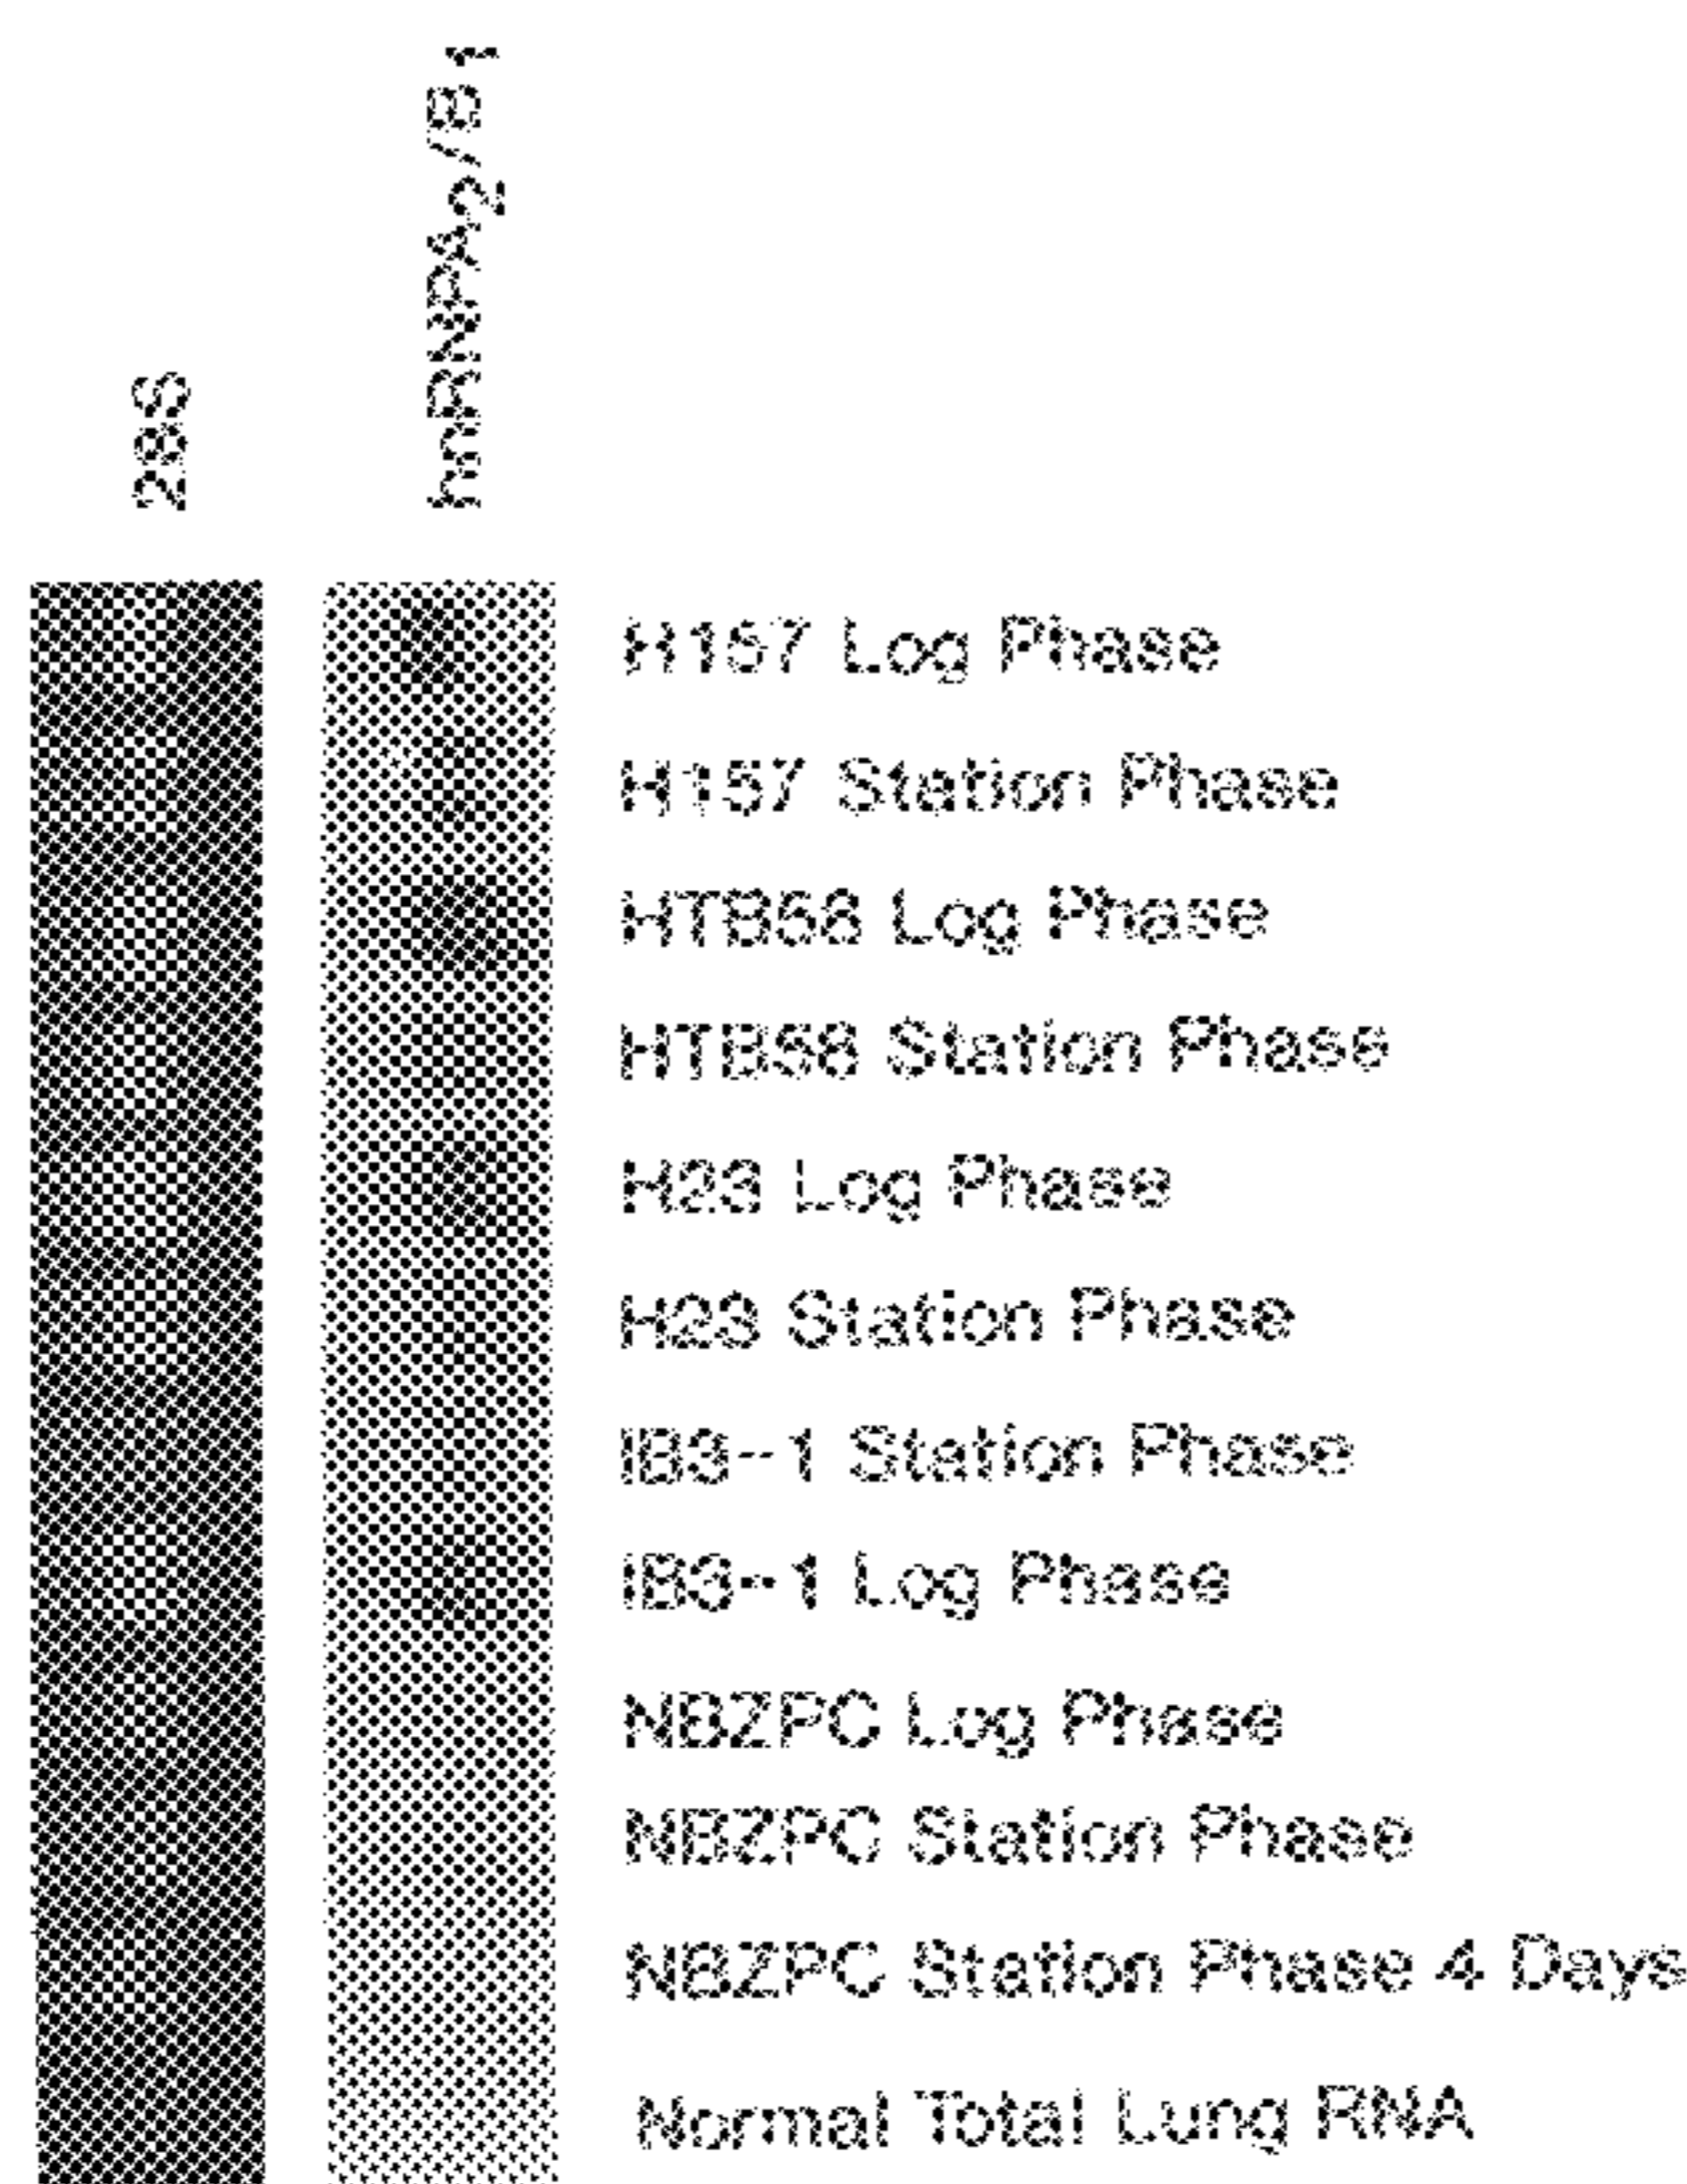 28S
hnRNPA2/B1
H157 Log Phase
H157 Station Phase
HTB58 Log Phase
HTB58 Station Phase
H23 Log Phase
H23 Station Phase
IB3-1 Station Phase
IB3-1 Log Phase
NBZPC Log Phase
NBZPC Station Phase
NBZPC Station Phase 4 Days
Normal Total Lung RNA